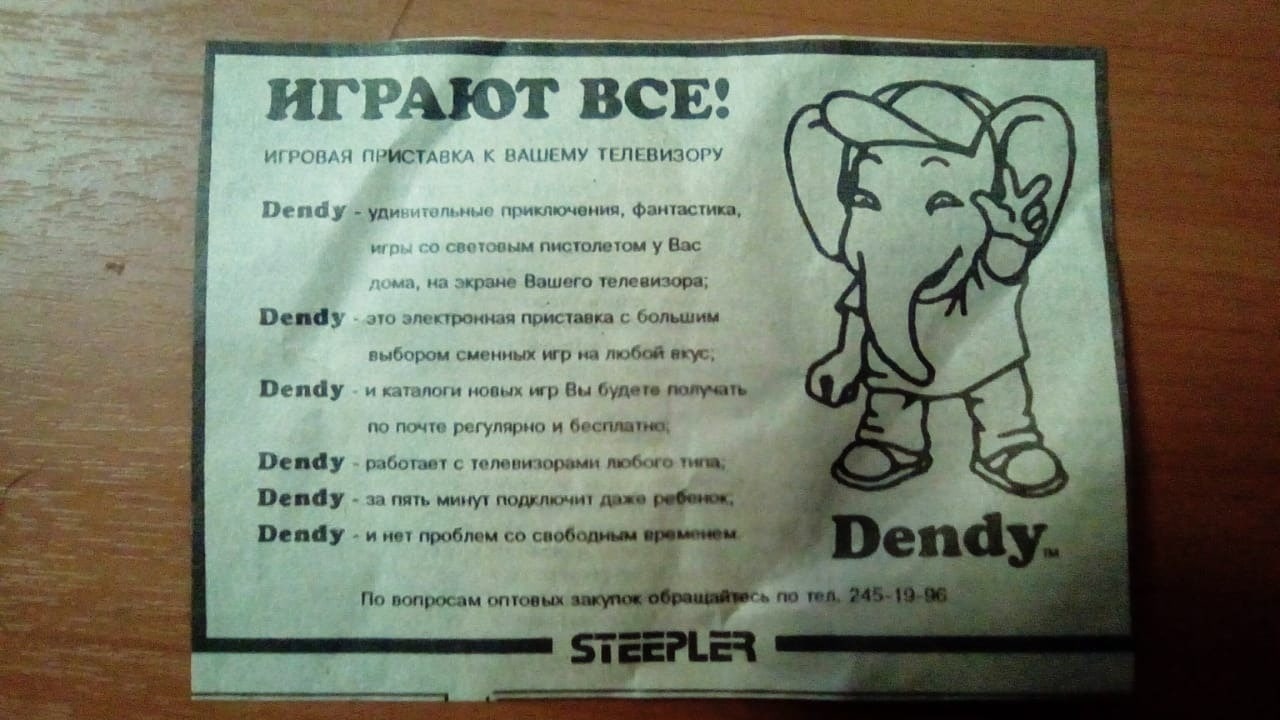 ИГРАЮТ ВСЕ!
ИГРОВАЯ ПРИСТАВКА К ВАШЕМУ ТЕЛЕВИЗОРУ
Dendy - удивительные приключения, фантастика,
игры со световым пистолетом у Вас
дома, на экране Вашего телевизора;
Dendy - это электронная приставка с большим
выбором сменных игр на любой вкус;
Dendy - и каталоги новых игр Вы будете получать
по почте регулярно и бесплатно;
Dendy - работает с телевизорами любого типа;
Dendy - за пять минут подключит даже ребенок;
Dendy - и нет проблем со свободным временем.
Dendy™
По вопросам оптовых закупок обращайтесь по тел. 245-19-96
STEEPLER